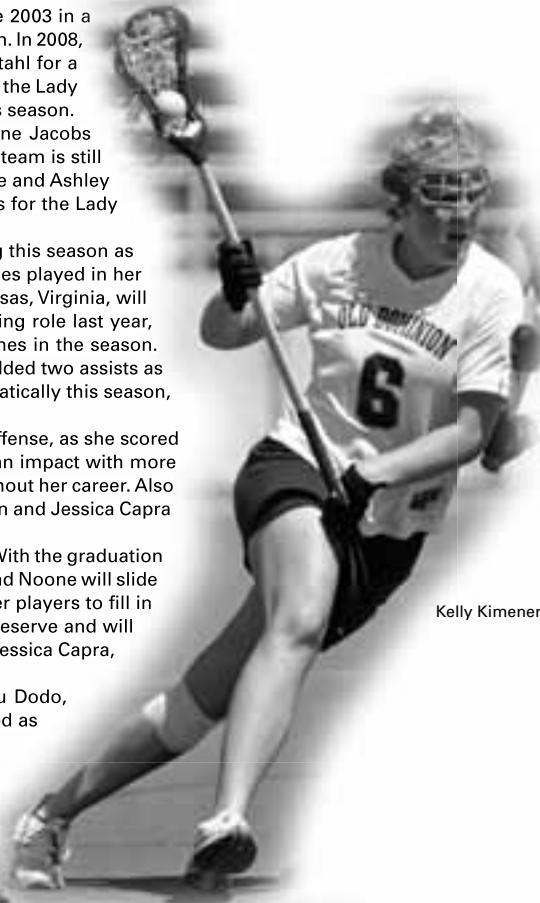 e 2003 in a
n. In 2008,
tahl for a
the Lady
s season.
ne Jacobs
team is still
e and Ashley
s for the Lady
g this season as
es played in her
sas, Virginia, will
ing role last year,
nes in the season.
dded two assists as
atically this season,
ffense, as she scored
an impact with more
hout her career. Also
n and Jessica Capra
With the graduation
nd Noone will slide
er players to fill in
eserve and will
essica Capra,
u Dodo,
ed as
OLD DOMINION
6
Kelly Kimener